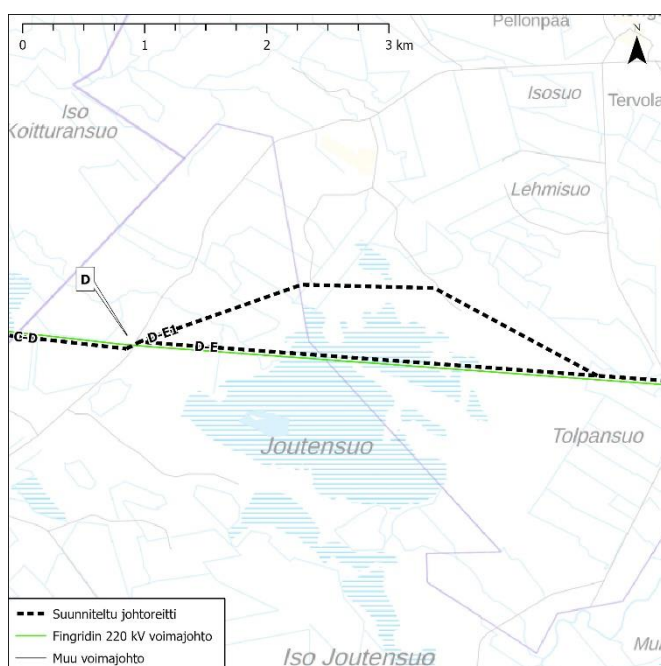 0 1 2 3 km
Pellonpää
N
Isosuo
Tervola
Iso
Koitturansuo
Lehmisuo
D
C-D
D-E1
D-E
Joutensuo
Tolpansuo
Suunniteltu johtoreitti
Fingridin 220 kV voimajohto
Muu voimajohto
Iso Joutensuo